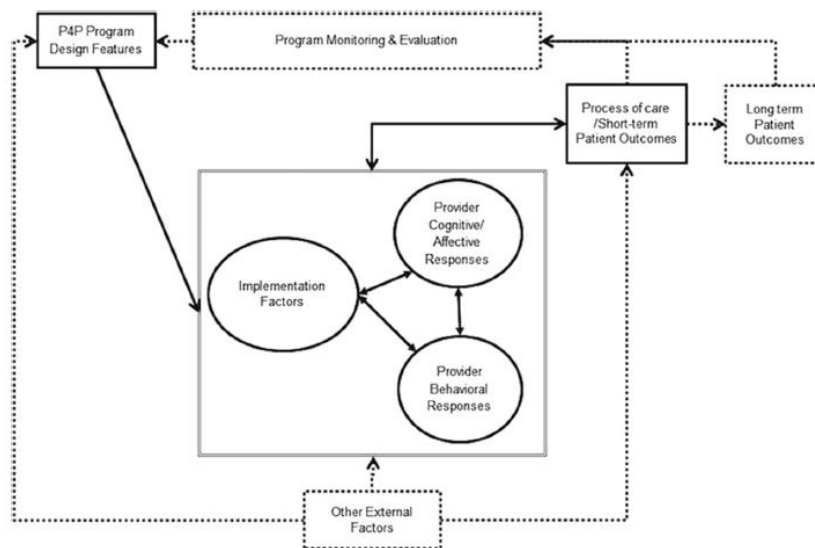 P4P Program
Design Features
Program Monitoring & Evaluation
Process of care
/Short-term
Patient Outcomes
Long term
Patient
Outcomes
Provider
Cognitive/
Affective
Responses
Implementation
Factors
Provider
Behavioral
Responses
Other External
Factors